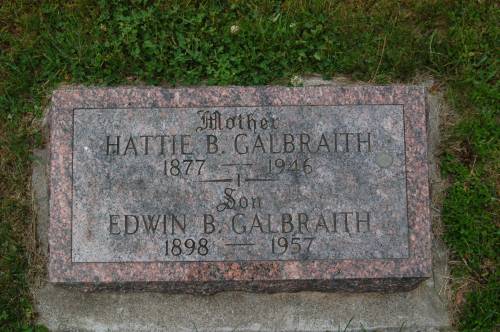 Mother
HATTIE B. GALBRAITH
1877 — 1946
Son
EDWIN B. GALBRAITH
1898 — 1957